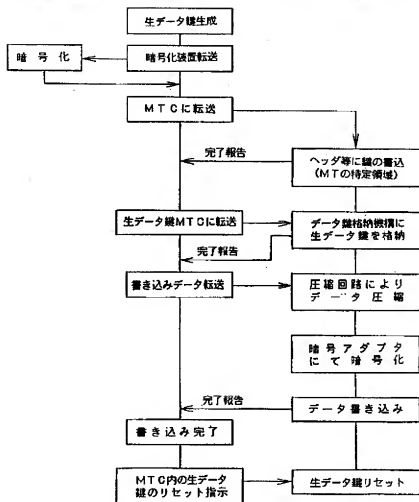 生データ鍵生成
暗号化
暗号化装置転送
MTCに転送
完了報告
ヘッダ等に鍵の書込
(MTの特定領域)
生データ鍵MTCに転送
データ鍵格納機構に
生データ鍵を格納
完了報告
書き込みデータ転送
圧縮回路により
データ圧縮
暗号アダプタ
にて暗号化
完了報告
データ書き込み
書き込み完了
MTC内の生データ
鍵のリセット指示
生データ鍵リセット